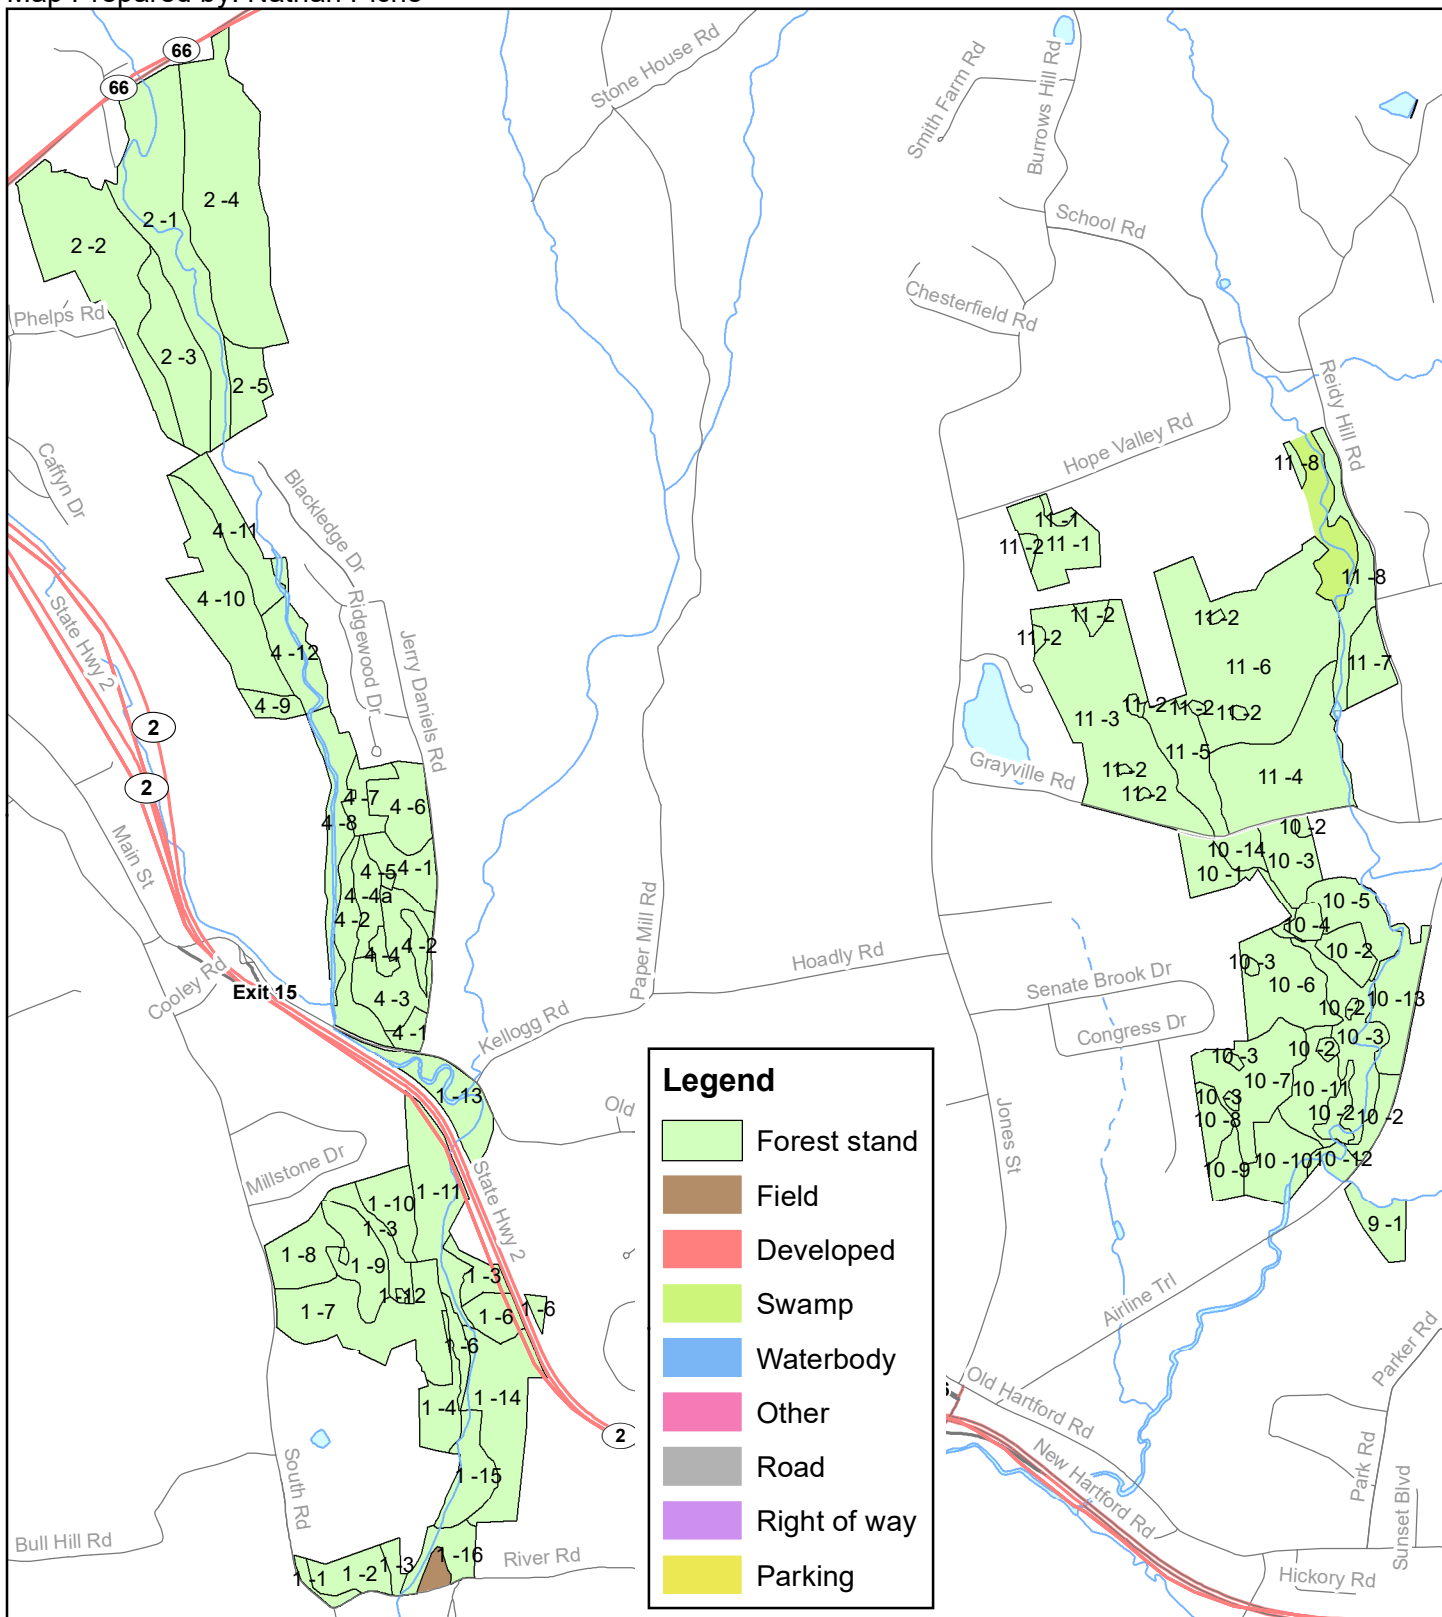 66
66
Stone House Rd
Smith Farm Rd
Burrows Hill Rd
School Rd
2 -4
2 -1
2 -2
Chesterfield Rd
Phelps Rd
2 -3
2 -5
Reidy Hill Rd
Hope Valley Rd
Caffyn Dr
Blackledge Dr
11 -8
4 -11
11 -1
11 -2
11 -1
11 -8
4 -10
Ridgewood Dr
Jerry Daniels Rd
State Hwy 2
11 -2
11 -2
11 -2
4 -12
11 -6
11 -7
4 -9
11 -2
11 -2
11 -2
11 -3
2
11 -5
Grayville Rd
11 -2
11 -4
2
11 -2
4 -7
4 -6
4 -8
10 -2
Main St
10 -14
10 -3
4 -5
4 -1
10 -1
4 -4a
10 -5
4 -2
10 -4
Paper Mill Rd
4 -2
4 -4
10 -2
Hoadly Rd
10 -3
Cooley Rd
Senate Brook Dr
10 -6
Exit 15
4 -3
10 -13
10 -2
Kellogg Rd
Congress Dr
4 -1
10 -3
10 -2
10 -3
Legend
1 -13
10 -7
10 -11
10 -3
Old
Jones St
10 -8
10 -2
10 -2
Forest stand
Millstone Dr
10 -9
10 -10
10 -12
1 -11
State Hwy 2
Field
1 -10
1 -3
9 -1
1 -8
Developed
1 -9
1 -3
1 -12
Swamp
1 -7
1 -6
1 -6
Airline Trl
1 -6
Waterbody
Parker Rd
1 -14
Other
Old Hartford Rd
1 -4
2
Road
1 -15
South Rd
New Hartford Rd
Park Rd
Sunset Blvd
Right of way
Bull Hill Rd
1 -16
River Rd
1 -3
1 -2
1 -1
Parking
Hickory Rd